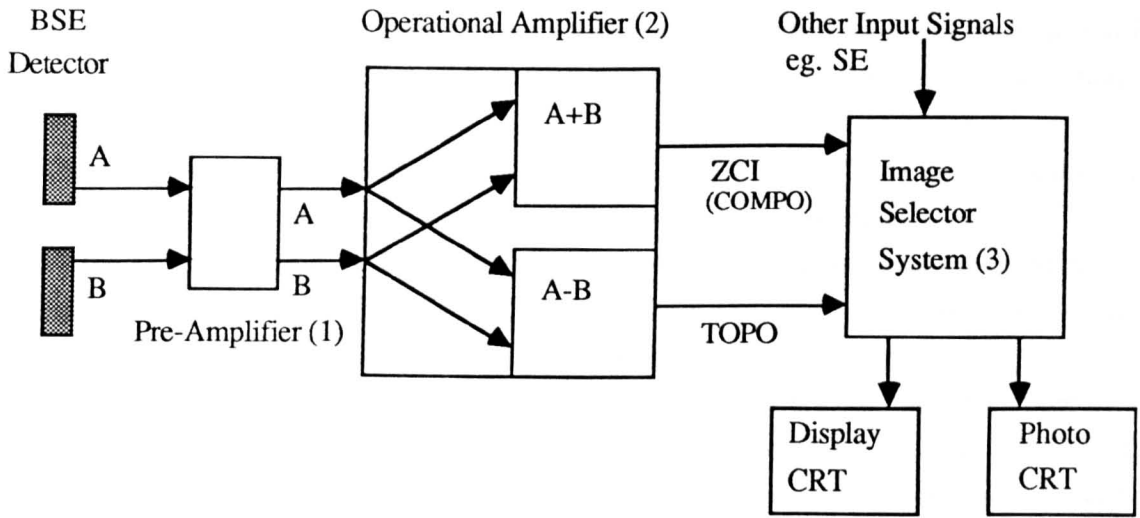 BSE
Detector
Operational Amplifier (2)
Other Input Signals
eg. SE
A
B
Pre-Amplifier (1)
A
B
A+B
A-B
ZCI
(COMPO)
TOPO
Image
Selector
System (3)
Display
CRT
Photo
CRT